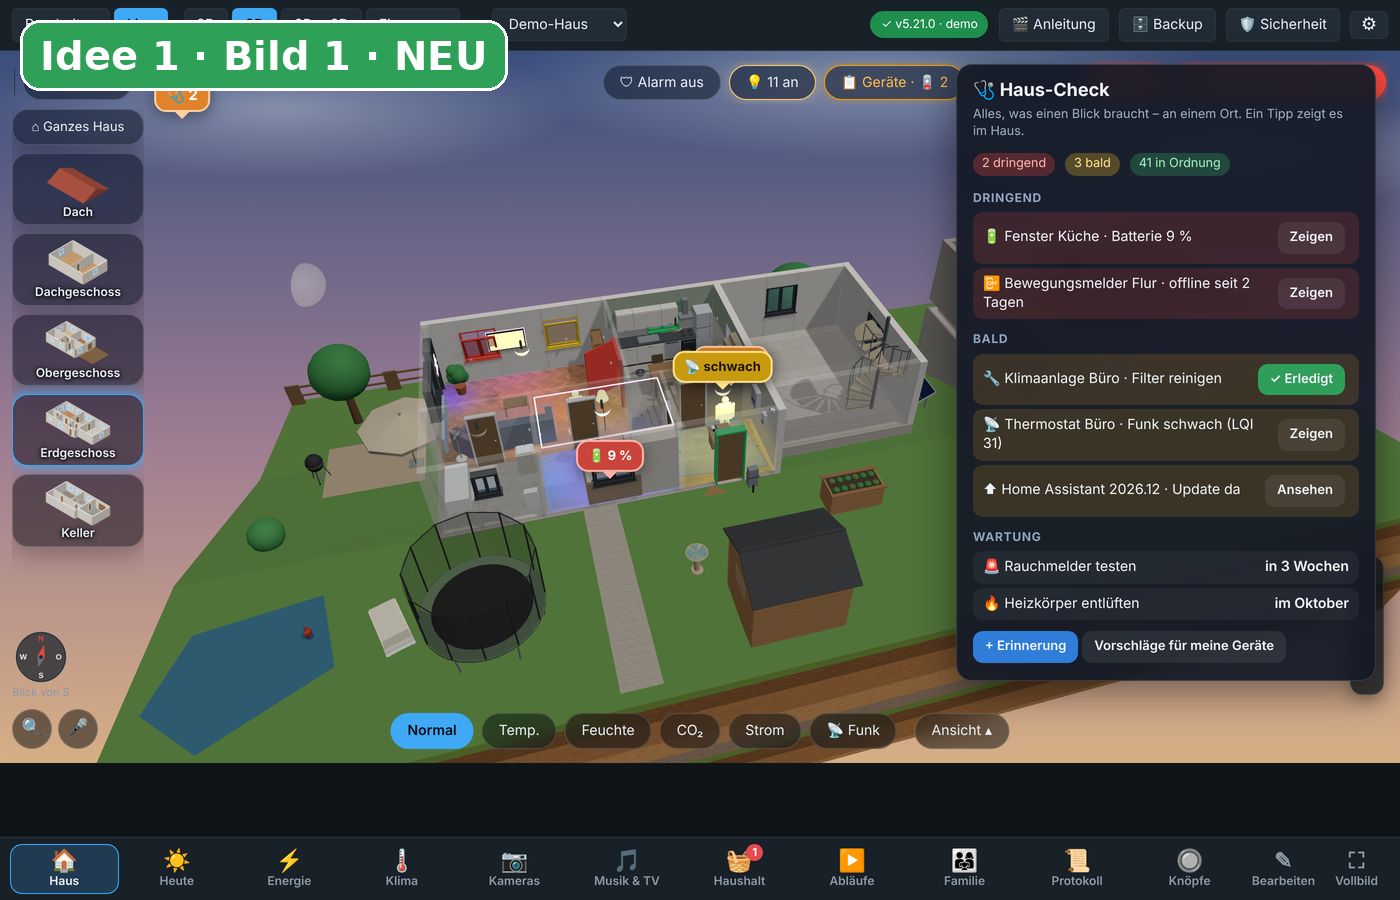 Idee 1 · Bild 1 · NEU
Demo-Haus
✓ v5.21.0 · demo
Anleitung
Backup
Sicherheit
2
Alarm aus
11 an
Geräte · 2
Ganzes Haus
Dach
Dachgeschoss
Obergeschoss
Erdgeschoss
Keller
schwach
9 %
N
W
O
S
Blick von S
Normal
Temp.
Feuchte
CO₂
Strom
Funk
Ansicht ▴
Haus-Check
Alles, was einen Blick braucht – an einem Ort. Ein Tipp zeigt es
im Haus.
2 dringend
3 bald
41 in Ordnung
DRINGEND
Fenster Küche · Batterie 9 %
Zeigen
Bewegungsmelder Flur · offline seit 2
Tagen
Zeigen
BALD
Klimaanlage Büro · Filter reinigen
✓ Erledigt
Thermostat Büro · Funk schwach (LQI
31)
Zeigen
Home Assistant 2026.12 · Update da
Ansehen
WARTUNG
Rauchmelder testen
in 3 Wochen
Heizkörper entlüften
im Oktober
+ Erinnerung
Vorschläge für meine Geräte
Haus
Heute
Energie
Klima
Kameras
Musik & TV
1
Haushalt
Abläufe
Familie
Protokoll
Knöpfe
Bearbeiten
Vollbild